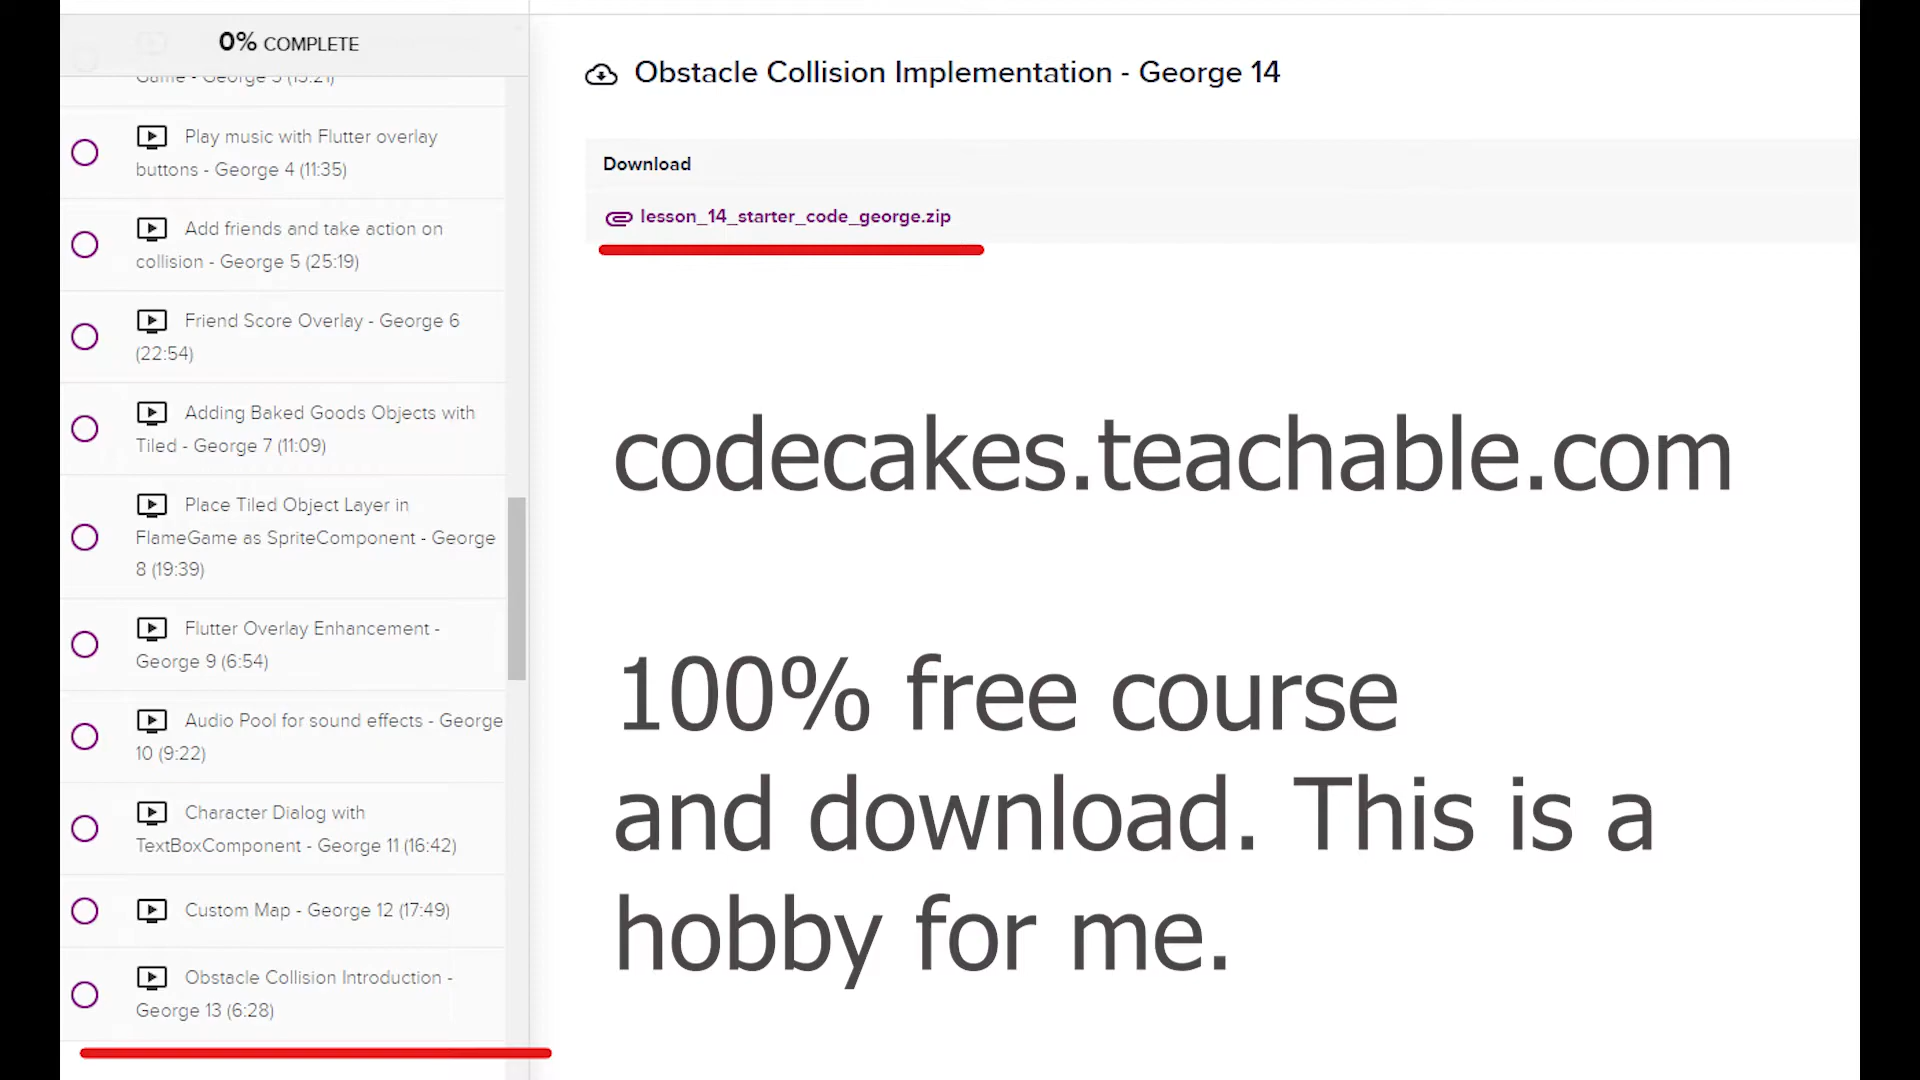 0% COMPLETE
Game - George 3 (15:21)
Play music with Flutter overlay
buttons - George 4 (11:35)
Add friends and take action on
collision - George 5 (25:19)
Friend Score Overlay - George 6
(22:54)
Adding Baked Goods Objects with
Tiled - George 7 (11:09)
Place Tiled Object Layer in
FlameGame as SpriteComponent - George
8 (19:39)
Flutter Overlay Enhancement -
George 9 (6:54)
Audio Pool for sound effects - George
10 (9:22)
Character Dialog with
TextBoxComponent - George 11 (16:42)
Custom Map - George 12 (17:49)
Obstacle Collision Introduction -
George 13 (6:28)
Obstacle Collision Implementation - George 14
Download
lesson_14_starter_code_george.zip
codecakes.teachable.com
100% free course
and download. This is a
hobby for me.